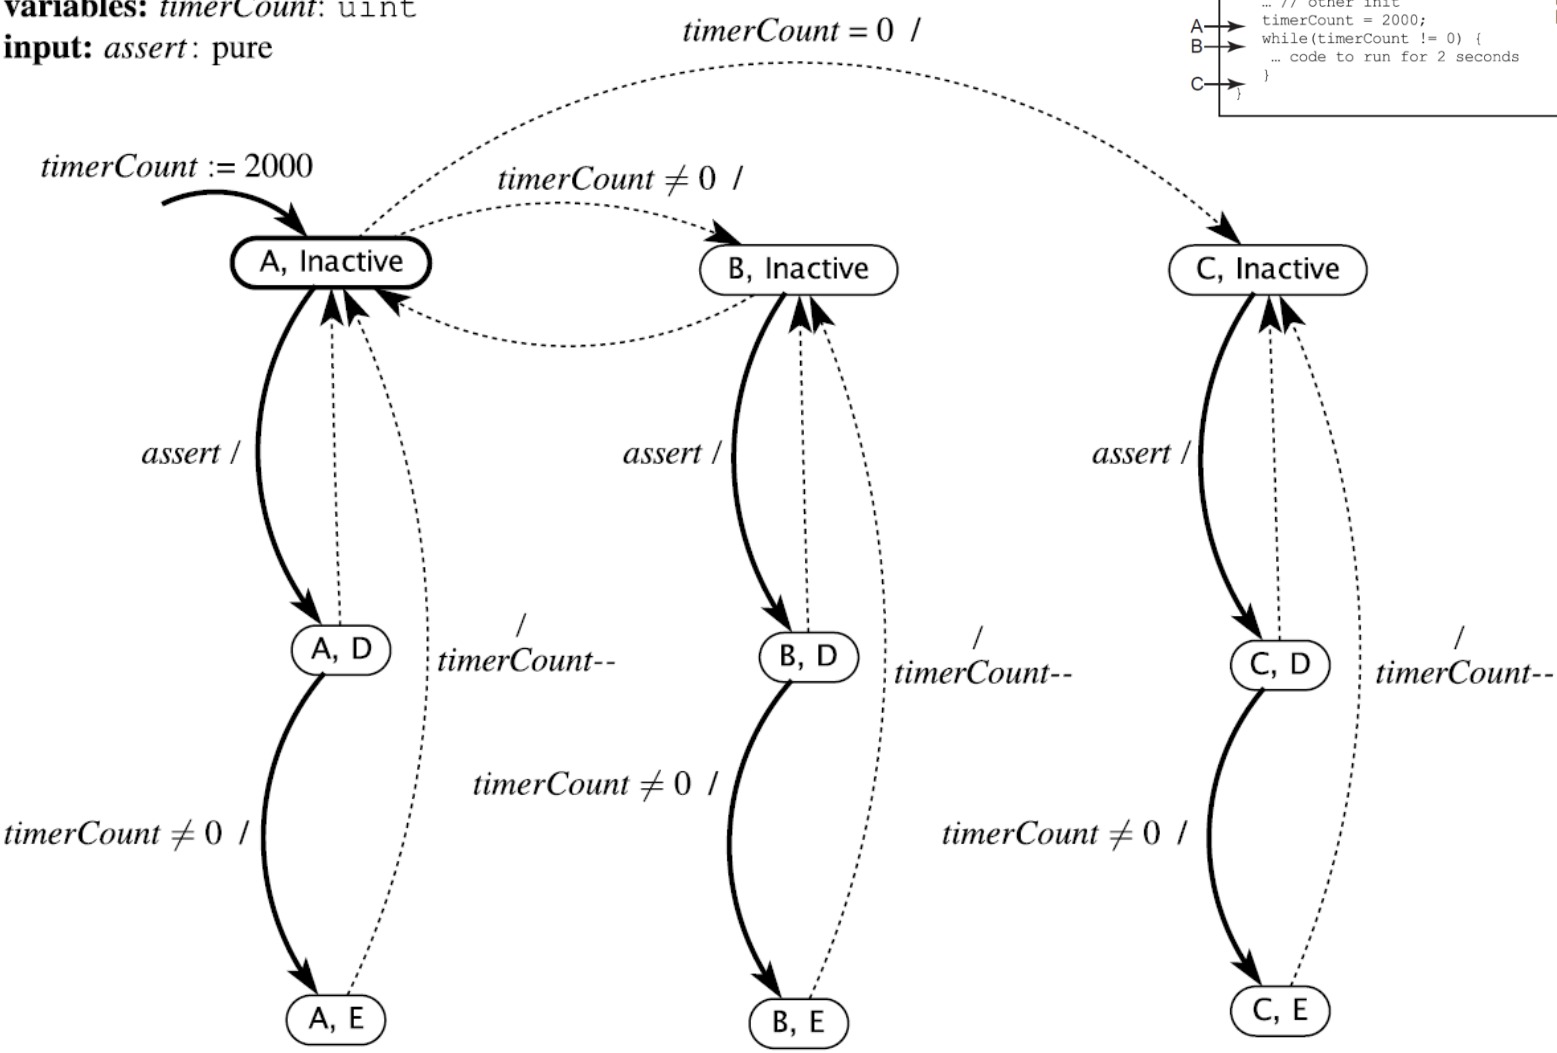 variables: timerCount: uint
input: assert: pure
timerCount = 0 /
… // other init
A
timerCount = 2000;
B
while(timerCount != 0) {
… code to run for 2 seconds
C
}
}
timerCount := 2000
timerCount ≠ 0 /
A, Inactive
B, Inactive
C, Inactive
assert /
assert /
assert /
A, D
/
timerCount--
B, D
/
timerCount--
C, D
/
timerCount--
timerCount ≠ 0 /
timerCount ≠ 0 /
timerCount ≠ 0 /
A, E
B, E
C, E